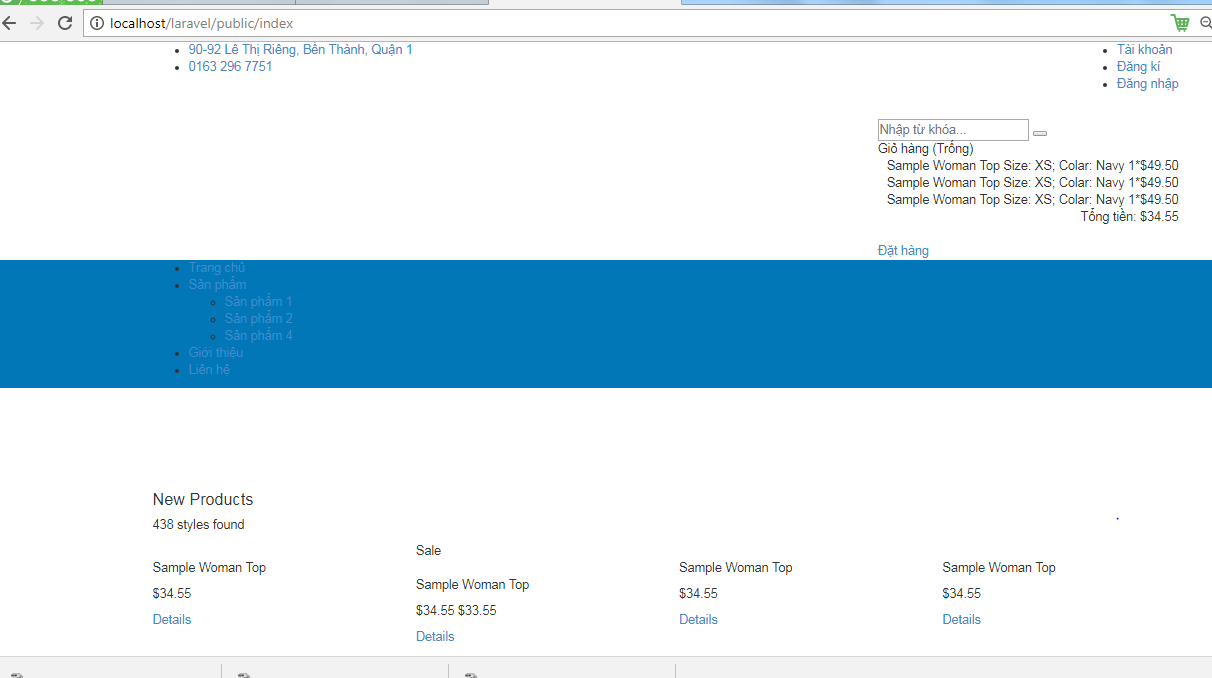 localhost/laravel/public/index
90-92 Lê Thị Riêng, Bến Thành, Quận 1
0163 296 7751
Tài khoản
Đăng kí
Đăng nhập
Nhập từ khóa...
Giỏ hàng (Trống)
Sample Woman Top Size: XS; Colar: Navy 1*$49.50
Sample Woman Top Size: XS; Colar: Navy 1*$49.50
Sample Woman Top Size: XS; Colar: Navy 1*$49.50
Tổng tiền: $34.55
Đặt hàng
Trang chủ
Sản phẩm
Sản phẩm 1
Sản phẩm 2
Sản phẩm 4
Giới thiệu
Liên hệ
New Products
438 styles found
Sample Woman Top
$34.55
Details
Sale
Sample Woman Top
$34.55 $33.55
Details
Sample Woman Top
$34.55
Details
Sample Woman Top
$34.55
Details